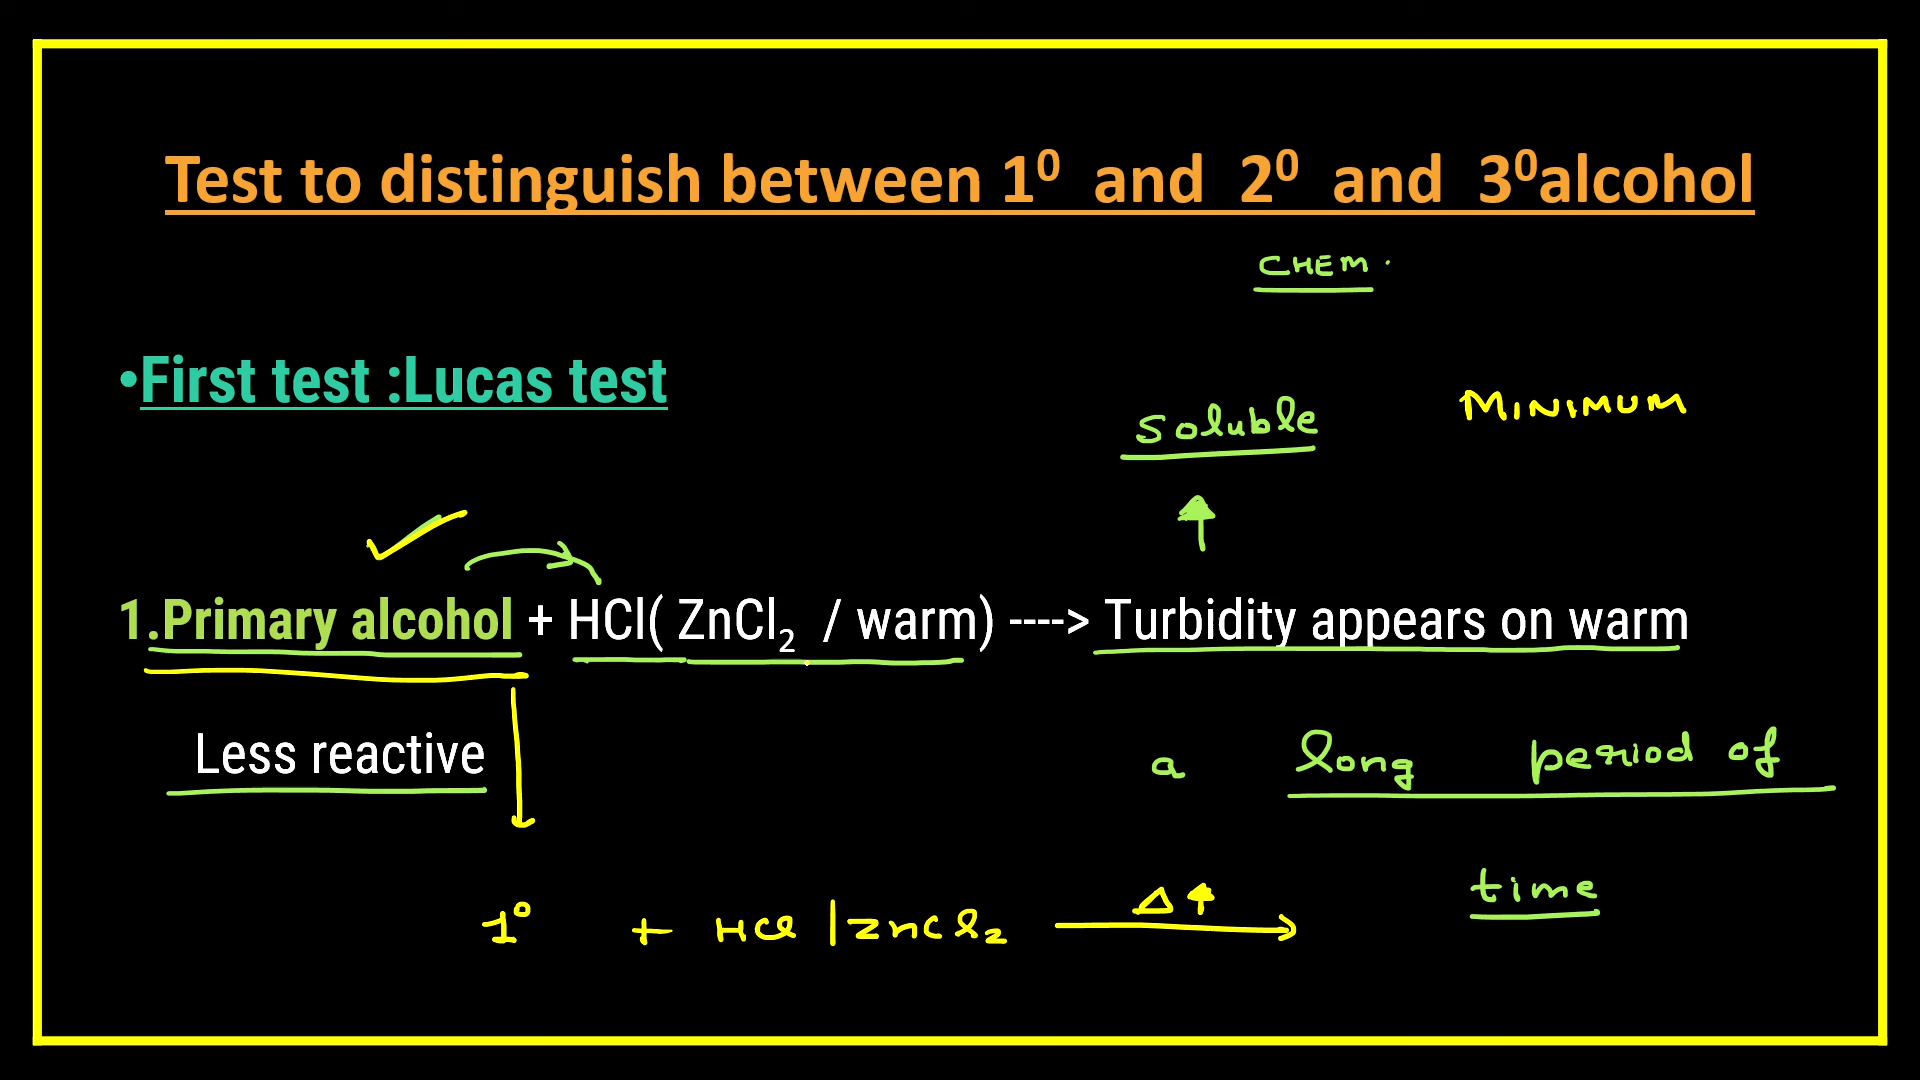 Test to distinguish between 1⁰ and 2⁰ and 3⁰alcohol
CHEM.
•First test :Lucas test
Soluble
MINIMUM
1.Primary alcohol + HCl( ZnCl₂ / warm) ----> Turbidity appears on warm
Less reactive
a long period of
time
1° + HCl | ZnCl₂ Δ↑ →